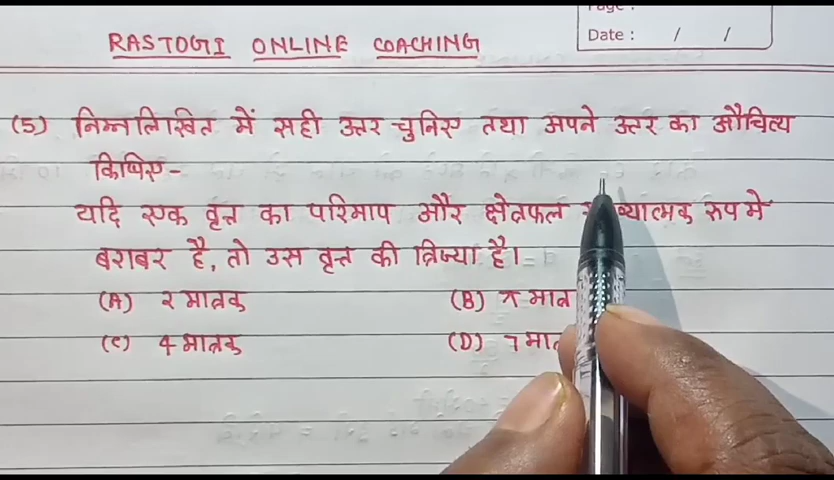 Page :
Date : / /
RASTOGI ONLINE COACHING
(5) निम्नलिखित में सही उत्तर चुनिए तथा अपने उत्तर का औचित्य
यदि एक वृत्त का परिमाप और क्षेत्रफल रूप मे
बराबर है, तो उस वृत्त की त्रिज्या है।
(A) 2 मात्रक (B) π
(C) 4 मात्रक (D) 7